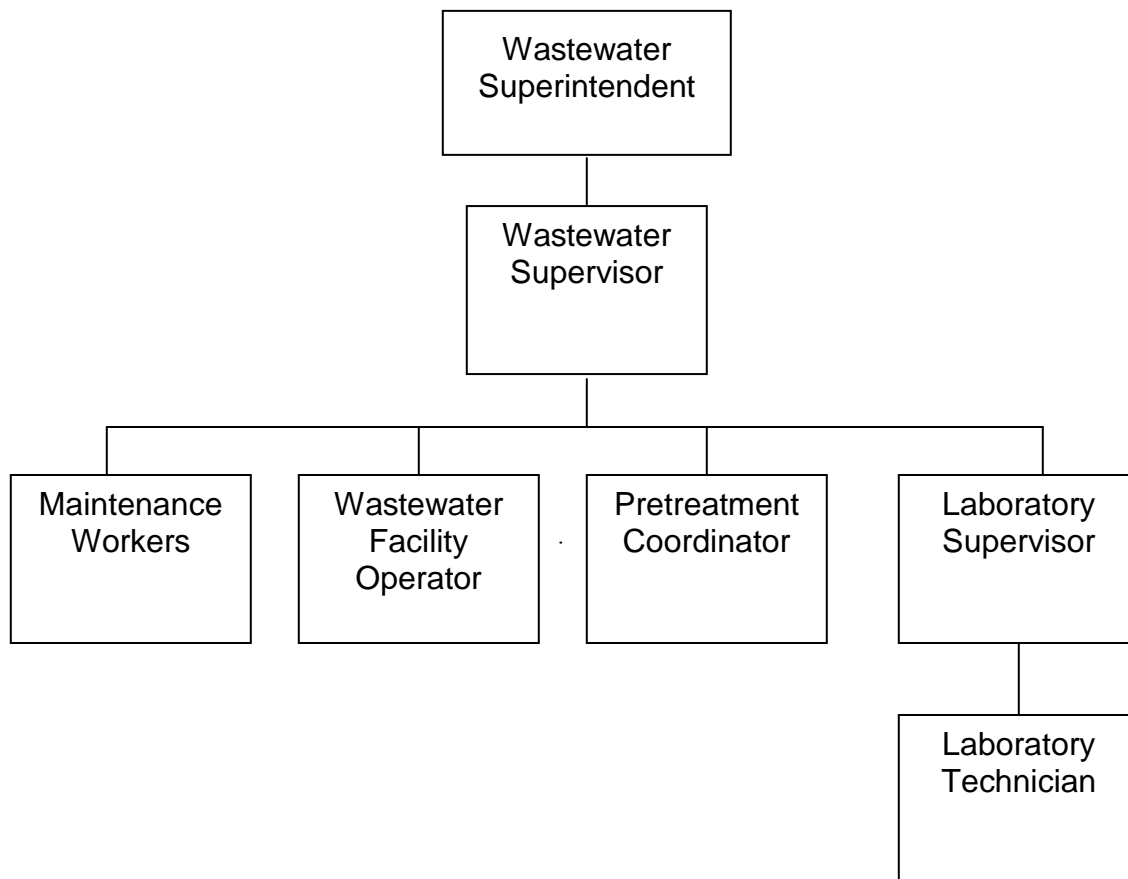 Wastewater
Superintendent
Wastewater
Supervisor
Maintenance
Workers
Wastewater
Facility
Operator
Pretreatment
Coordinator
Laboratory
Supervisor
Laboratory
Technician